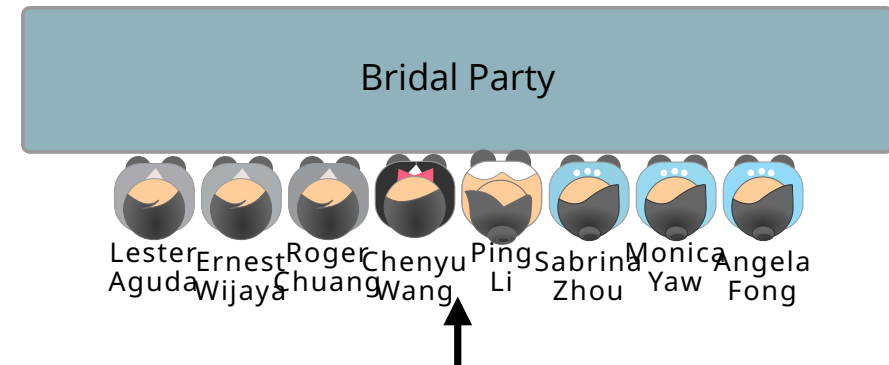 Bridal Party
Lester
Aguda
Ernest
Wijaya
Roger
Chuang
Chenyu
Wang
Ping
Li
Sabrina
Zhou
Monica
Yaw
Angela
Fong